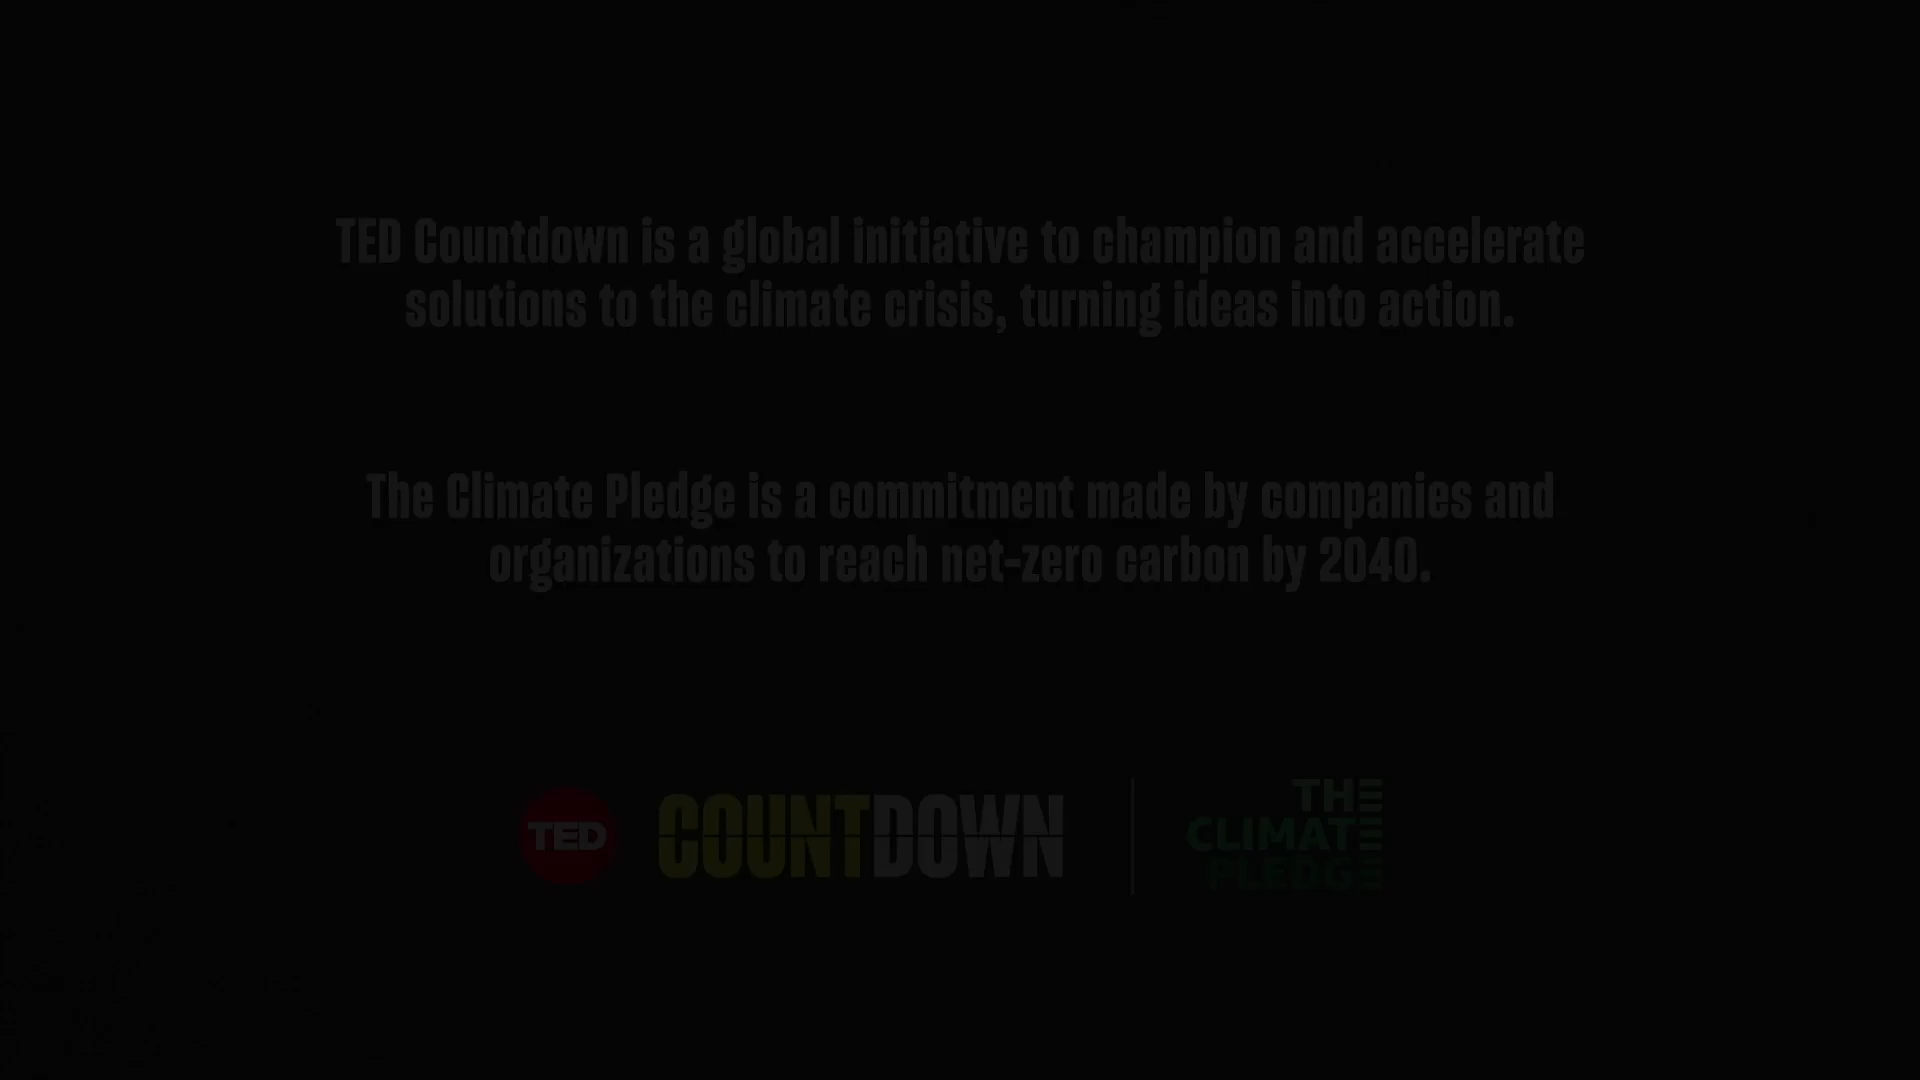 TED Countdown is a global initiative to champion and accelerate
solutions to the climate crisis, turning ideas into action.
The Climate Pledge is a commitment made by companies and
organizations to reach net-zero carbon by 2040.
TED COUNTDOWN
THE
CLIMATE
PLEDGE